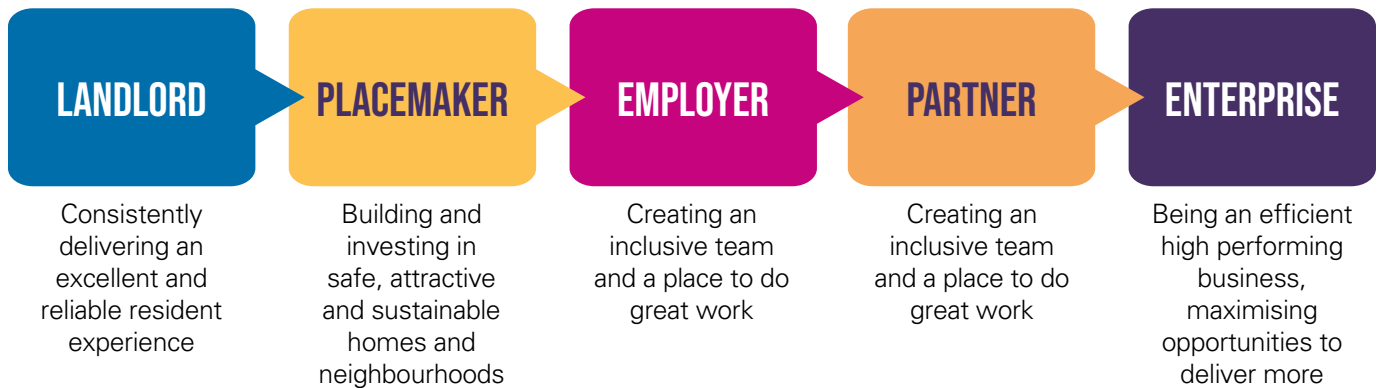 LANDLORD
Consistently
delivering an
excellent and
reliable resident
experience
PLACEMAKER
Building and
investing in
safe, attractive
and sustainable
homes and
neighbourhoods
EMPLOYER
Creating an
inclusive team
and a place to do
great work
PARTNER
Creating an
inclusive team
and a place to do
great work
ENTERPRISE
Being an efficient
high performing
business,
maximising
opportunities to
deliver more